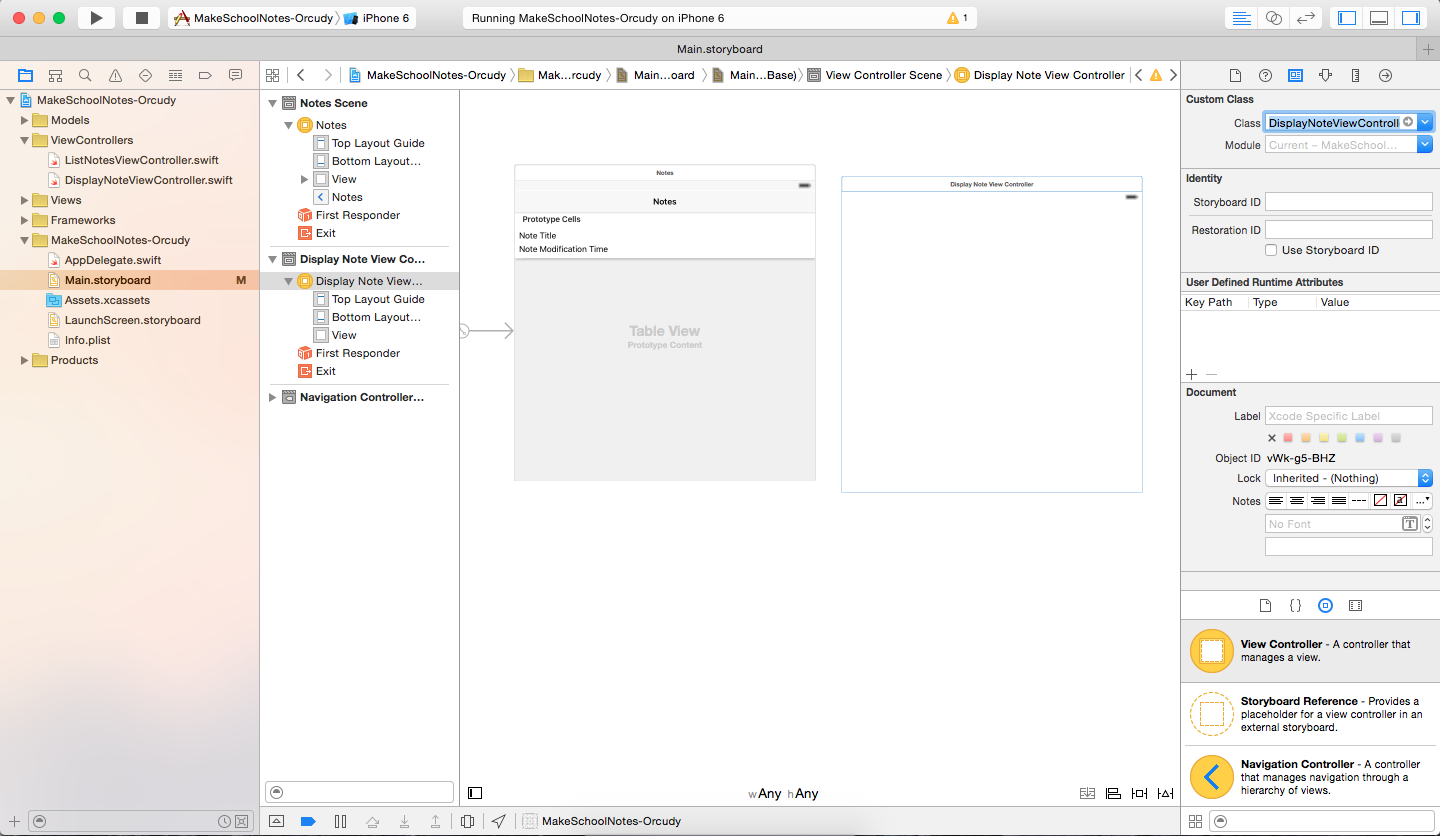 MakeSchoolNotes-Orcudy
iPhone 6
Running MakeSchoolNotes-Orcudy on iPhone 6
1
Main.storyboard
MakeSchoolNotes-Orcudy
Mak...rcudy
Main...oard
Main...Base)
View Controller Scene
Display Note View Controller
MakeSchoolNotes-Orcudy
Models
ViewControllers
ListNotesViewController.swift
DisplayNoteViewController.swift
Views
Frameworks
MakeSchoolNotes-Orcudy
AppDelegate.swift
Main.storyboard
M
Assets.xcassets
LaunchScreen.storyboard
Info.plist
Products
Notes Scene
Notes
Top Layout Guide
Bottom Layout...
View
Notes
First Responder
Exit
Display Note View Co...
Display Note View...
Top Layout Guide
Bottom Layout...
View
First Responder
Exit
Navigation Controller...
Notes
Notes
Prototype Cells
Note Title
Note Modification Time
Table View
Prototype Content
Display Note View Controller
wAny hAny
MakeSchoolNotes-Orcudy
Custom Class
Class DisplayNoteViewControll
Module Current – MakeSchool...
Identity
Storyboard ID
Restoration ID
Use Storyboard ID
User Defined Runtime Attributes
Key Path Type Value
Document
Label Xcode Specific Label
Object ID vWk-g5-BHZ
Lock Inherited - (Nothing)
Notes
No Font
View Controller - A controller that
manages a view.
Storyboard Reference - Provides a
placeholder for a view controller in an
external storyboard.
Navigation Controller - A controller
that manages navigation through a
hierarchy of views.